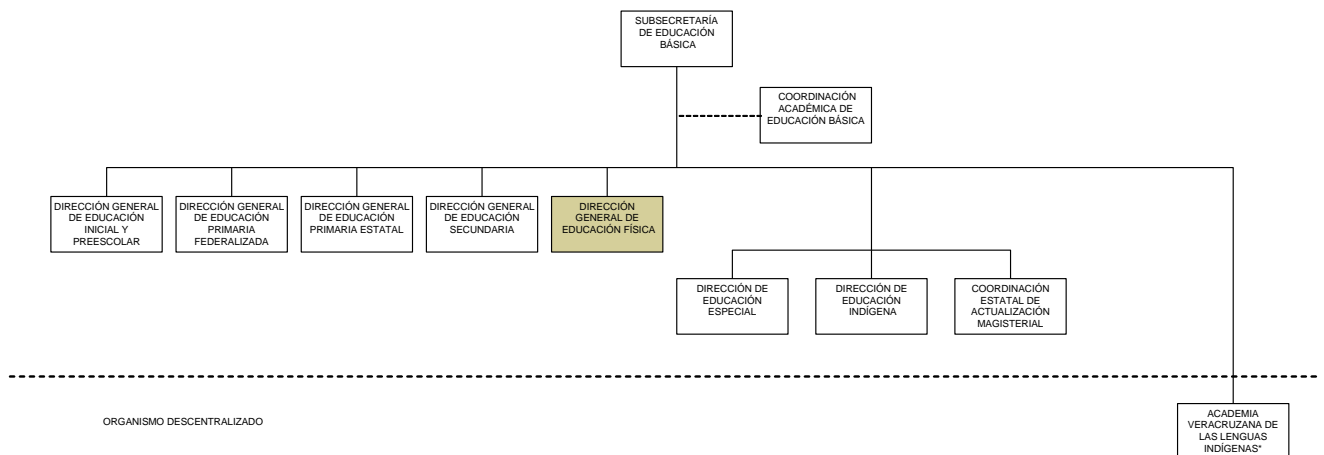 SUBSECRETARÍA
DE EDUCACIÓN
BÁSICA
COORDINACIÓN
ACADÉMICA DE
EDUCACIÓN BÁSICA
DIRECCIÓN GENERAL
DE EDUCACIÓN
INICIAL Y
PREESCOLAR
DIRECCIÓN GENERAL
DE EDUCACIÓN
PRIMARIA
FEDERALIZADA
DIRECCIÓN GENERAL
DE EDUCACIÓN
PRIMARIA ESTATAL
DIRECCIÓN GENERAL
DE EDUCACIÓN
SECUNDARIA
DIRECCIÓN
GENERAL DE
EDUCACIÓN FÍSICA
DIRECCIÓN DE
EDUCACIÓN
ESPECIAL
DIRECCIÓN DE
EDUCACIÓN
INDÍGENA
COORDINACIÓN
ESTATAL DE
ACTUALIZACIÓN
MAGISTERIAL
ORGANISMO DESCENTRALIZADO
ACADEMIA
VERACRUZANA DE
LAS LENGUAS
INDÍGENAS*